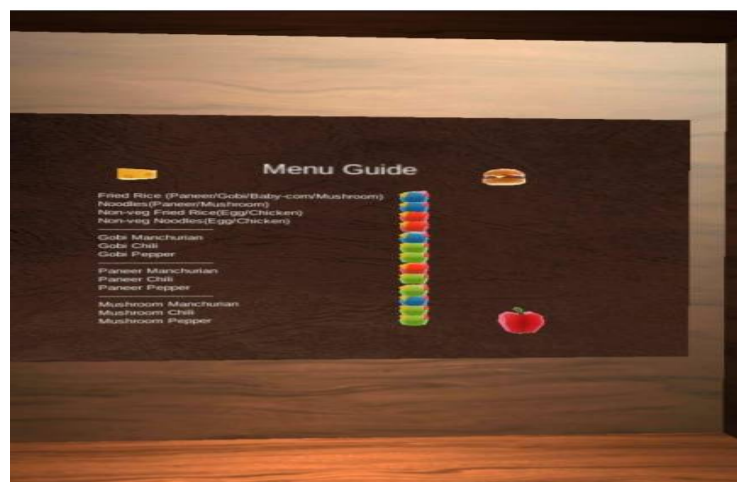 Menu Guide
Fried Rice (Paneer/Gobi/Baby-corn/Mushroom)
Noodles(Paneer/Mushroom)
Non-veg Fried Rice(Egg/Chicken)
Non-veg Noodles(Egg/Chicken)
Gobi Manchurian
Gobi Chili
Gobi Pepper
Paneer Manchurian
Paneer Chili
Paneer Pepper
Mushroom Manchurian
Mushroom Chili
Mushroom Pepper